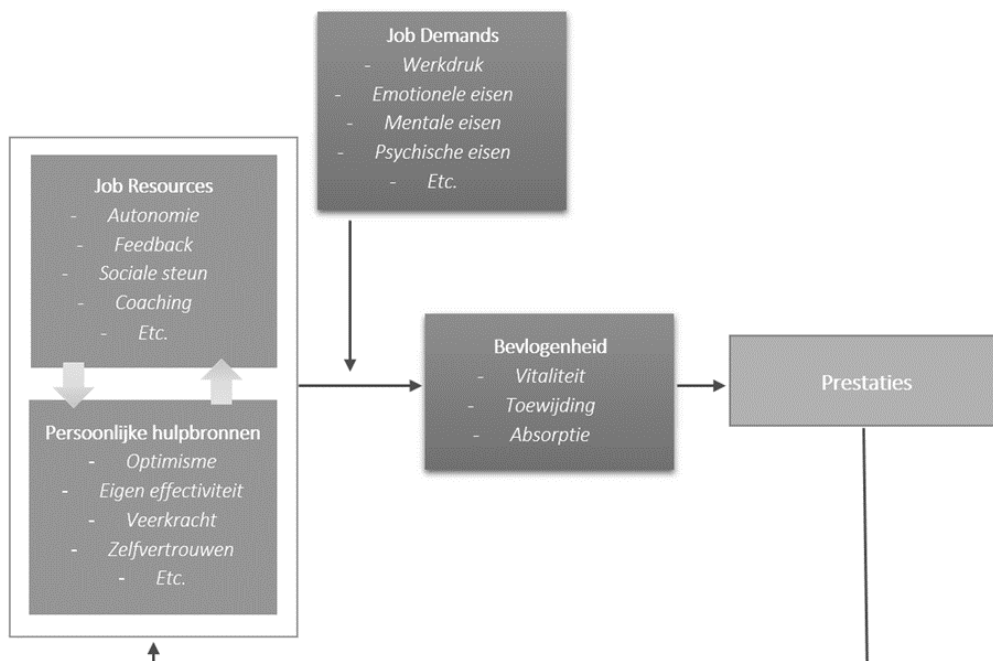 Job Demands
- Werkdruk
- Emotionele eisen
- Mentale eisen
- Psychische eisen
- Etc.
Job Resources
- Autonomie
- Feedback
- Sociale steun
- Coaching
- Etc.
Persoonlijke hulpbronnen
- Optimisme
- Eigen effectiviteit
- Veerkracht
- Zelfvertrouwen
- Etc.
Bevlogenheid
- Vitaliteit
- Toewijding
- Absorptie
Prestaties